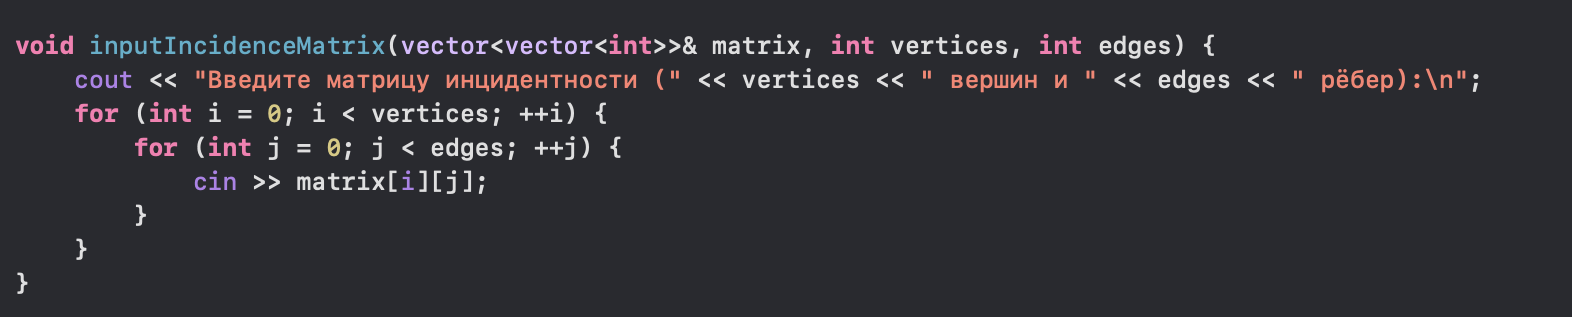 void inputIncidenceMatrix(vector<vector<int>>& matrix, int vertices, int edges) {
    cout << "Введите матрицу инцидентности (" << vertices << " вершин и " << edges << " рёбер):\n";
    for (int i = 0; i < vertices; ++i) {
        for (int j = 0; j < edges; ++j) {
            cin >> matrix[i][j];
        }
    }
}